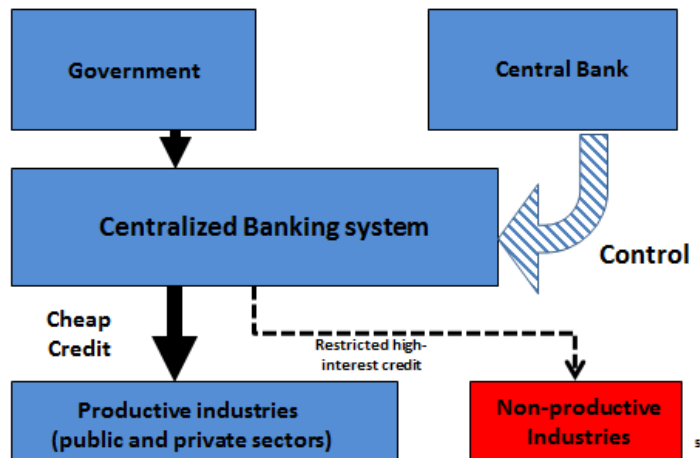 Government
Central Bank
Centralized Banking system
Control
Cheap
Credit
Restricted high-
interest credit
Productive industries
(public and private sectors)
Non-productive
Industries
s